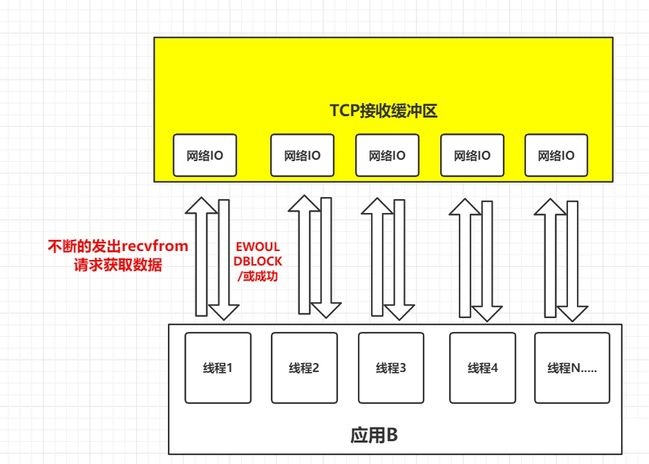 TCP接收缓冲区
网络IO
网络IO
网络IO
网络IO
网络IO
不断的发出recvfrom
请求获取数据
EWOUL
DBLOCK
/或成功
线程1
线程2
线程3
线程4
线程N.....
应用B